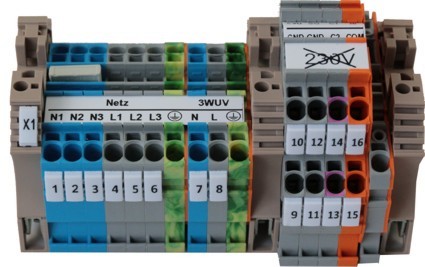 GND GND C2 COM
230V
Netz 3WUV
N1 N2 N3 L1 L2 L3 N L
X1
10 12 14 16
1 2 3 4 5 6 7 8
9 11 13 15